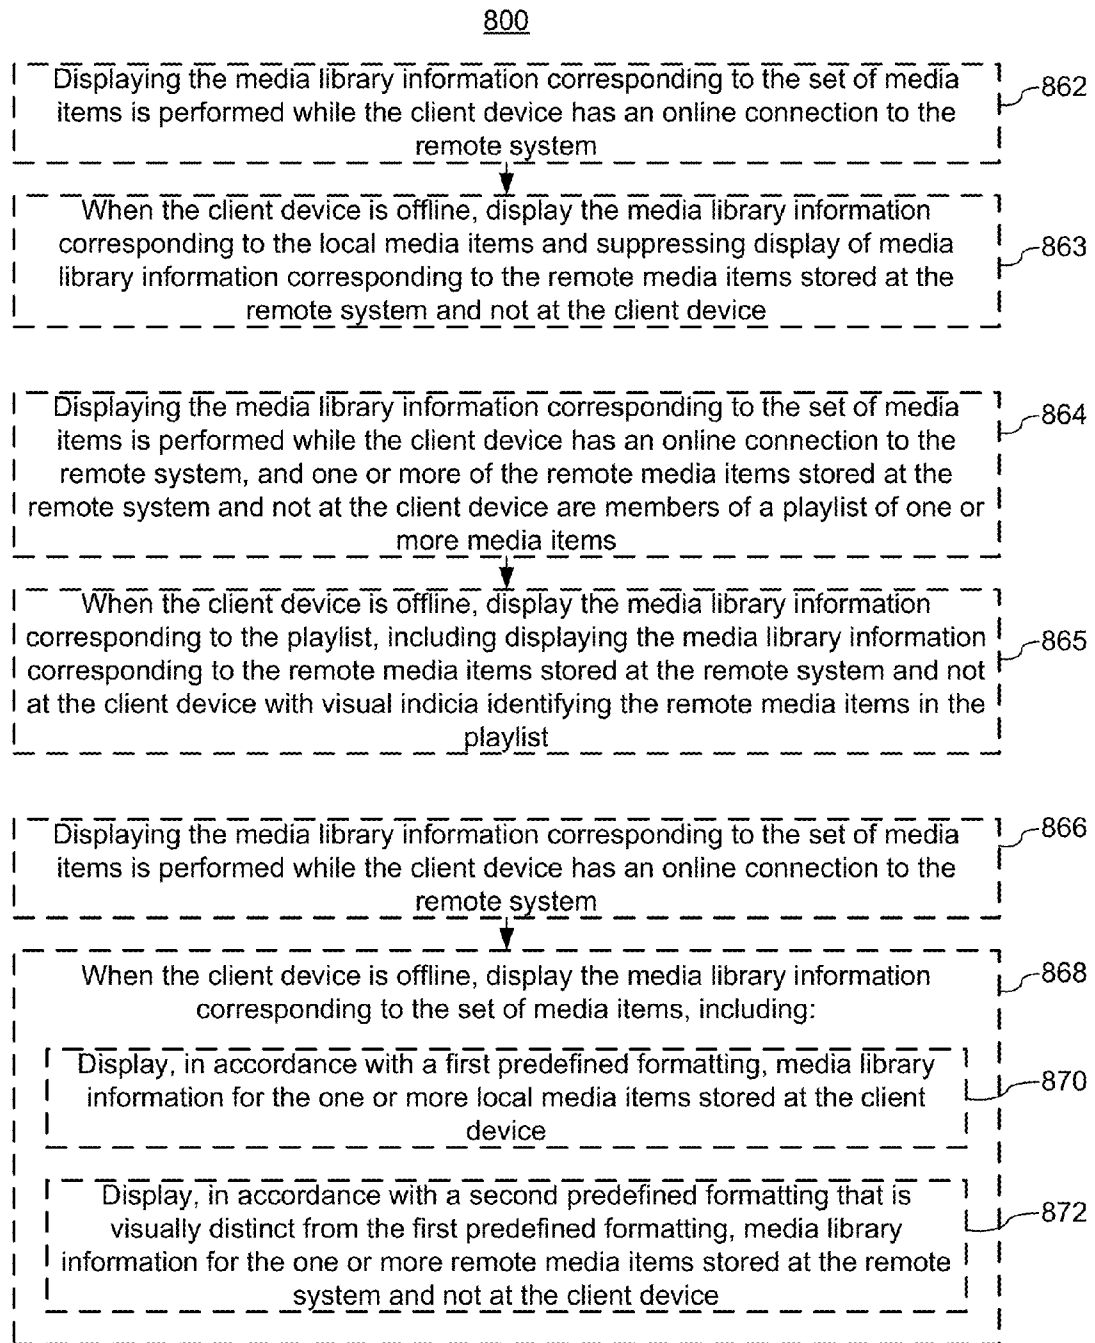 800
Displaying the media library information corresponding to the set of media
items is performed while the client device has an online connection to the
remote system
862
When the client device is offline, display the media library information
corresponding to the local media items and suppressing display of media
library information corresponding to the remote media items stored at the
remote system and not at the client device
863
Displaying the media library information corresponding to the set of media
items is performed while the client device has an online connection to the
remote system, and one or more of the remote media items stored at the
remote system and not at the client device are members of a playlist of one or
more media items
864
When the client device is offline, display the media library information
corresponding to the playlist, including displaying the media library information
corresponding to the remote media items stored at the remote system and not
at the client device with visual indicia identifying the remote media items in the
playlist
865
Displaying the media library information corresponding to the set of media
items is performed while the client device has an online connection to the
remote system
866
When the client device is offline, display the media library information
corresponding to the set of media items, including:
868
Display, in accordance with a first predefined formatting, media library
information for the one or more local media items stored at the client
device
870
Display, in accordance with a second predefined formatting that is
visually distinct from the first predefined formatting, media library
information for the one or more remote media items stored at the remote
system and not at the client device
872